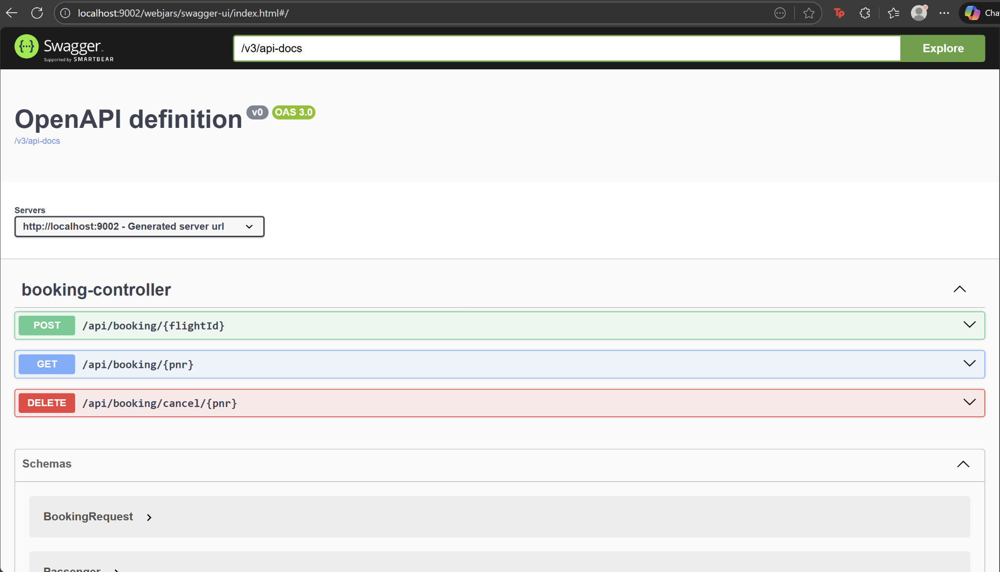 localhost:9002/webjars/swagger-ui/index.html#/
Tp
Cha
{···} Swagger
Supported by SMARTBEAR
/v3/api-docs
Explore
OpenAPI definition v0 OAS 3.0
/v3/api-docs
Servers
http://localhost:9002 - Generated server url
booking-controller
POST /api/booking/{flightId}
GET /api/booking/{pnr}
DELETE /api/booking/cancel/{pnr}
Schemas
BookingRequest
Passenger